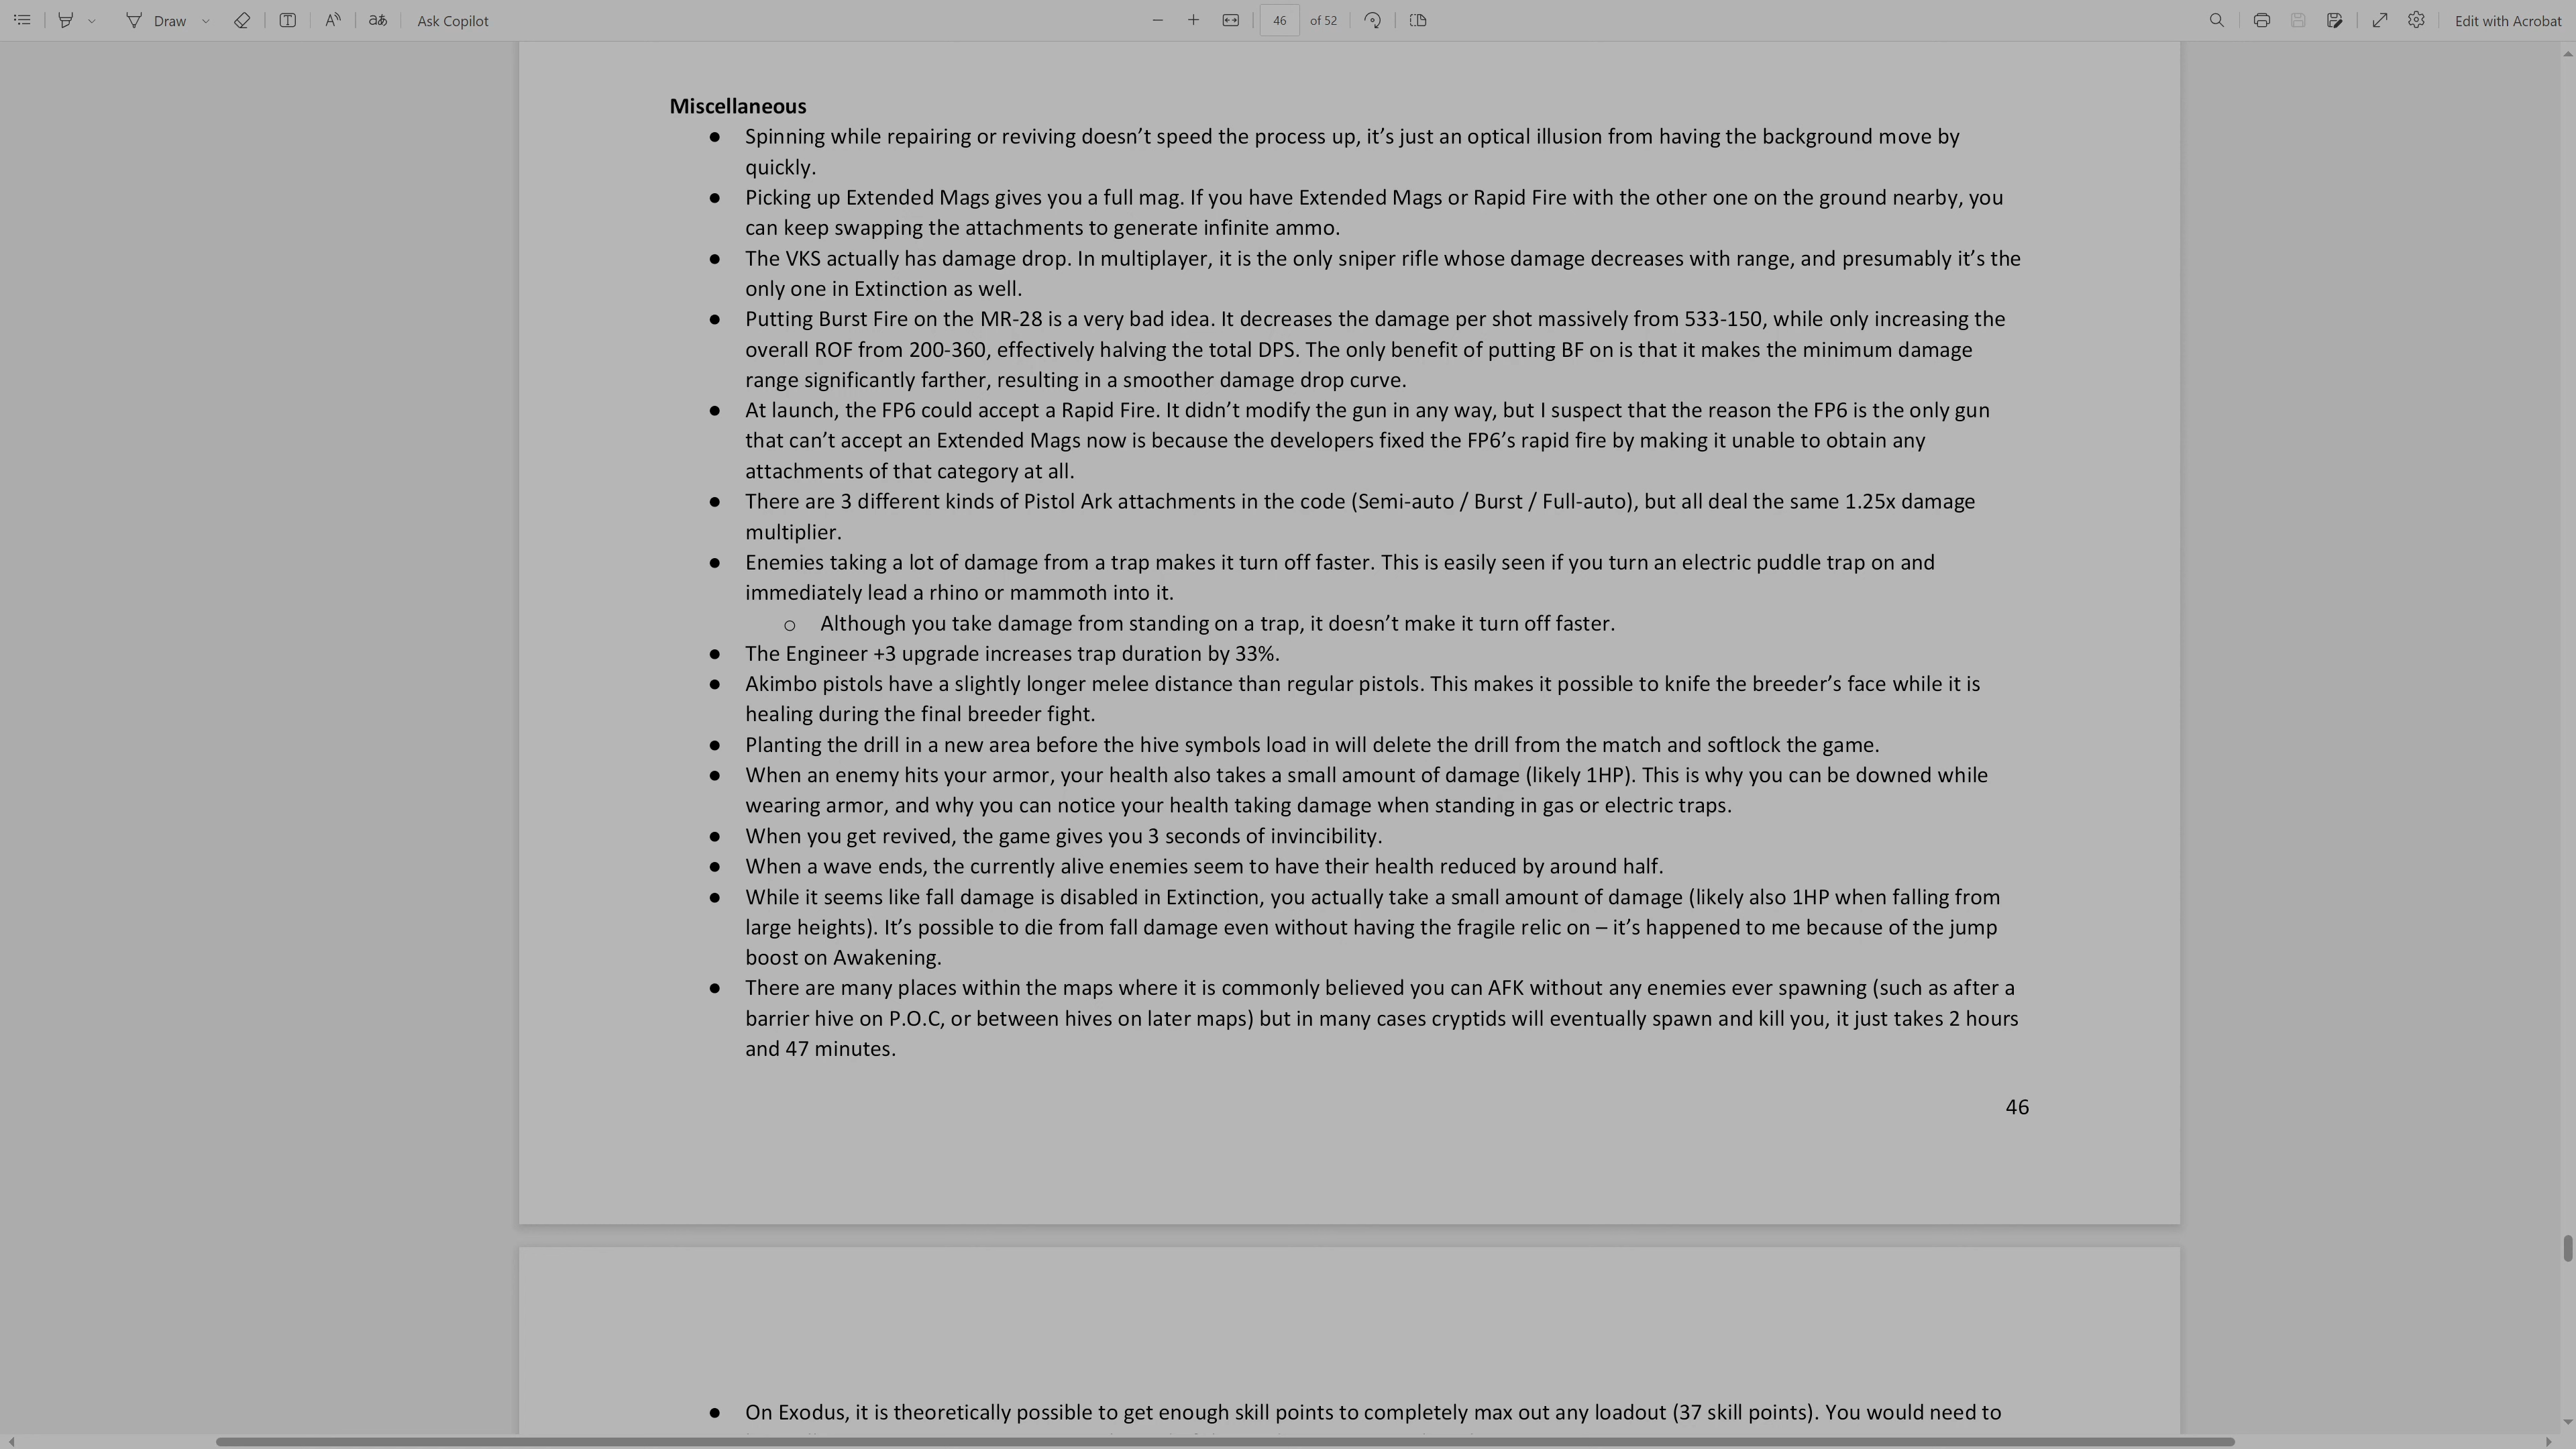 Draw
Ask Copilot
46
of 52
Edit with Acrobat
Miscellaneous
● Spinning while repairing or reviving doesn’t speed the process up, it’s just an optical illusion from having the background move by
quickly.
● Picking up Extended Mags gives you a full mag. If you have Extended Mags or Rapid Fire with the other one on the ground nearby, you
can keep swapping the attachments to generate infinite ammo.
● The VKS actually has damage drop. In multiplayer, it is the only sniper rifle whose damage decreases with range, and presumably it’s the
only one in Extinction as well.
● Putting Burst Fire on the MR-28 is a very bad idea. It decreases the damage per shot massively from 533-150, while only increasing the
overall ROF from 200-360, effectively halving the total DPS. The only benefit of putting BF on is that it makes the minimum damage
range significantly farther, resulting in a smoother damage drop curve.
● At launch, the FP6 could accept a Rapid Fire. It didn’t modify the gun in any way, but I suspect that the reason the FP6 is the only gun
that can’t accept an Extended Mags now is because the developers fixed the FP6’s rapid fire by making it unable to obtain any
attachments of that category at all.
● There are 3 different kinds of Pistol Ark attachments in the code (Semi-auto / Burst / Full-auto), but all deal the same 1.25x damage
multiplier.
● Enemies taking a lot of damage from a trap makes it turn off faster. This is easily seen if you turn an electric puddle trap on and
immediately lead a rhino or mammoth into it.
○ Although you take damage from standing on a trap, it doesn’t make it turn off faster.
● The Engineer +3 upgrade increases trap duration by 33%.
● Akimbo pistols have a slightly longer melee distance than regular pistols. This makes it possible to knife the breeder’s face while it is
healing during the final breeder fight.
● Planting the drill in a new area before the hive symbols load in will delete the drill from the match and softlock the game.
● When an enemy hits your armor, your health also takes a small amount of damage (likely 1HP). This is why you can be downed while
wearing armor, and why you can notice your health taking damage when standing in gas or electric traps.
● When you get revived, the game gives you 3 seconds of invincibility.
● When a wave ends, the currently alive enemies seem to have their health reduced by around half.
● While it seems like fall damage is disabled in Extinction, you actually take a small amount of damage (likely also 1HP when falling from
large heights). It’s possible to die from fall damage even without having the fragile relic on – it’s happened to me because of the jump
boost on Awakening.
● There are many places within the maps where it is commonly believed you can AFK without any enemies ever spawning (such as after a
barrier hive on P.O.C, or between hives on later maps) but in many cases cryptids will eventually spawn and kill you, it just takes 2 hours
and 47 minutes.
46
● On Exodus, it is theoretically possible to get enough skill points to completely max out any loadout (37 skill points). You would need to